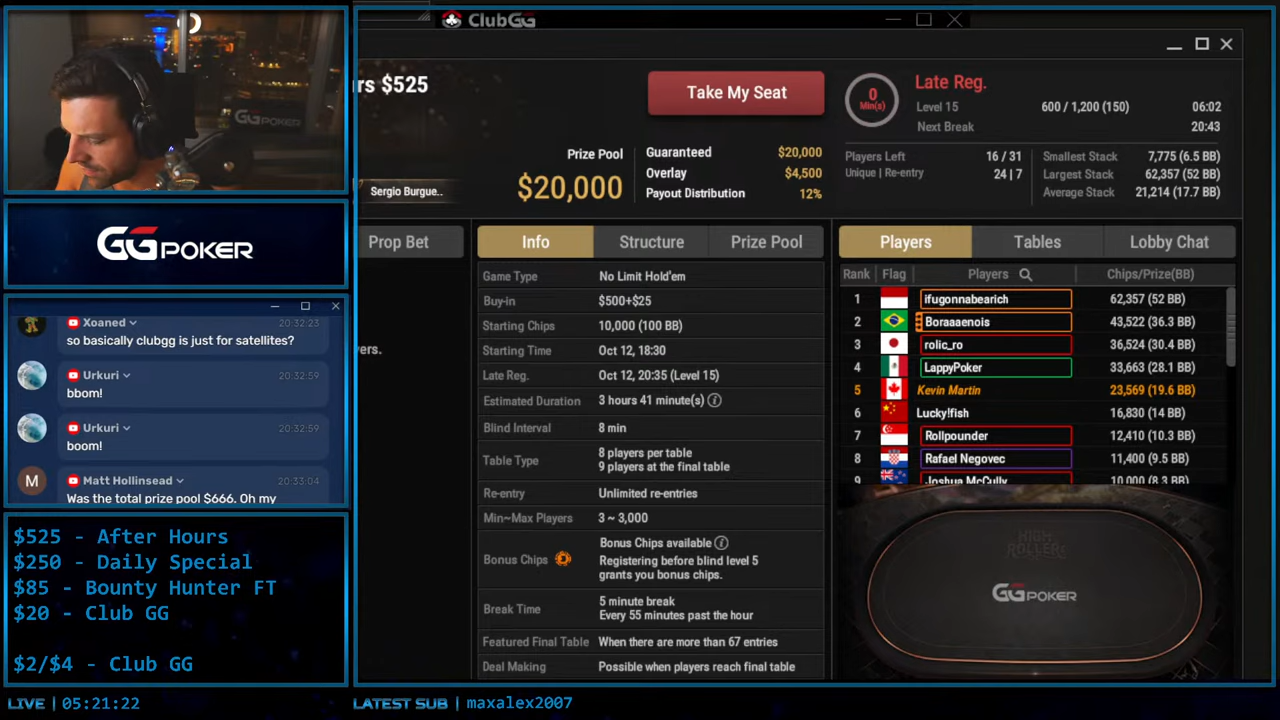 GGPOKER
GGPOKER
Xoaned
20:32:23
so basically clubgg is just for satellites?
Urkuri
20:32:59
bbom!
Urkuri
20:32:59
boom!
M
Matt Hollinsead
20:33:04
Was the total prize pool $666. Oh my
$525 - After Hours
$250 - Daily Special
$85 - Bounty Hunter FT
$20 - Club GG
$2/$4 - Club GG
LIVE | 05:21:22
LATEST SUB | maxalex2007
ClubGG
rs $525
Take My Seat
Sergio Burgue..
Prize Pool
$20,000
Guaranteed $20,000
Overlay $4,500
Payout Distribution 12%
0
Min(s)
Late Reg.
Level 15 600 / 1,200 (150) 06:02
Next Break 20:43
Players Left 16 / 31
Unique | Re-entry 24 | 7
Smallest Stack 7,775 (6.5 BB)
Largest Stack 62,357 (52 BB)
Average Stack 21,214 (17.7 BB)
Prop Bet
ers.
Info Structure Prize Pool
Game Type No Limit Hold'em
Buy-in $500+$25
Starting Chips 10,000 (100 BB)
Starting Time Oct 12, 18:30
Late Reg. Oct 12, 20:35 (Level 15)
Estimated Duration 3 hours 41 minute(s)
Blind Interval 8 min
Table Type 8 players per table
9 players at the final table
Re-entry Unlimited re-entries
Min~Max Players 3 ~ 3,000
Bonus Chips Bonus Chips available
Registering before blind level 5
grants you bonus chips.
Break Time 5 minute break
Every 55 minutes past the hour
Featured Final Table When there are more than 67 entries
Deal Making Possible when players reach final table
Players Tables Lobby Chat
Rank Flag Players Chips/Prize(BB)
1 ifugonnabearich 62,357 (52 BB)
2 Boraaaenois 43,522 (36.3 BB)
3 rolic_ro 36,524 (30.4 BB)
4 LappyPoker 33,663 (28.1 BB)
5 Kevin Martin 23,569 (19.6 BB)
6 Lucky!fish 16,830 (14 BB)
7 Rollpounder 12,410 (10.3 BB)
8 Rafael Negovec 11,400 (9.5 BB)
9 Joshua McCully 10,000 (8.3 BB)
HIGH
ROLLERS
GGPOKER